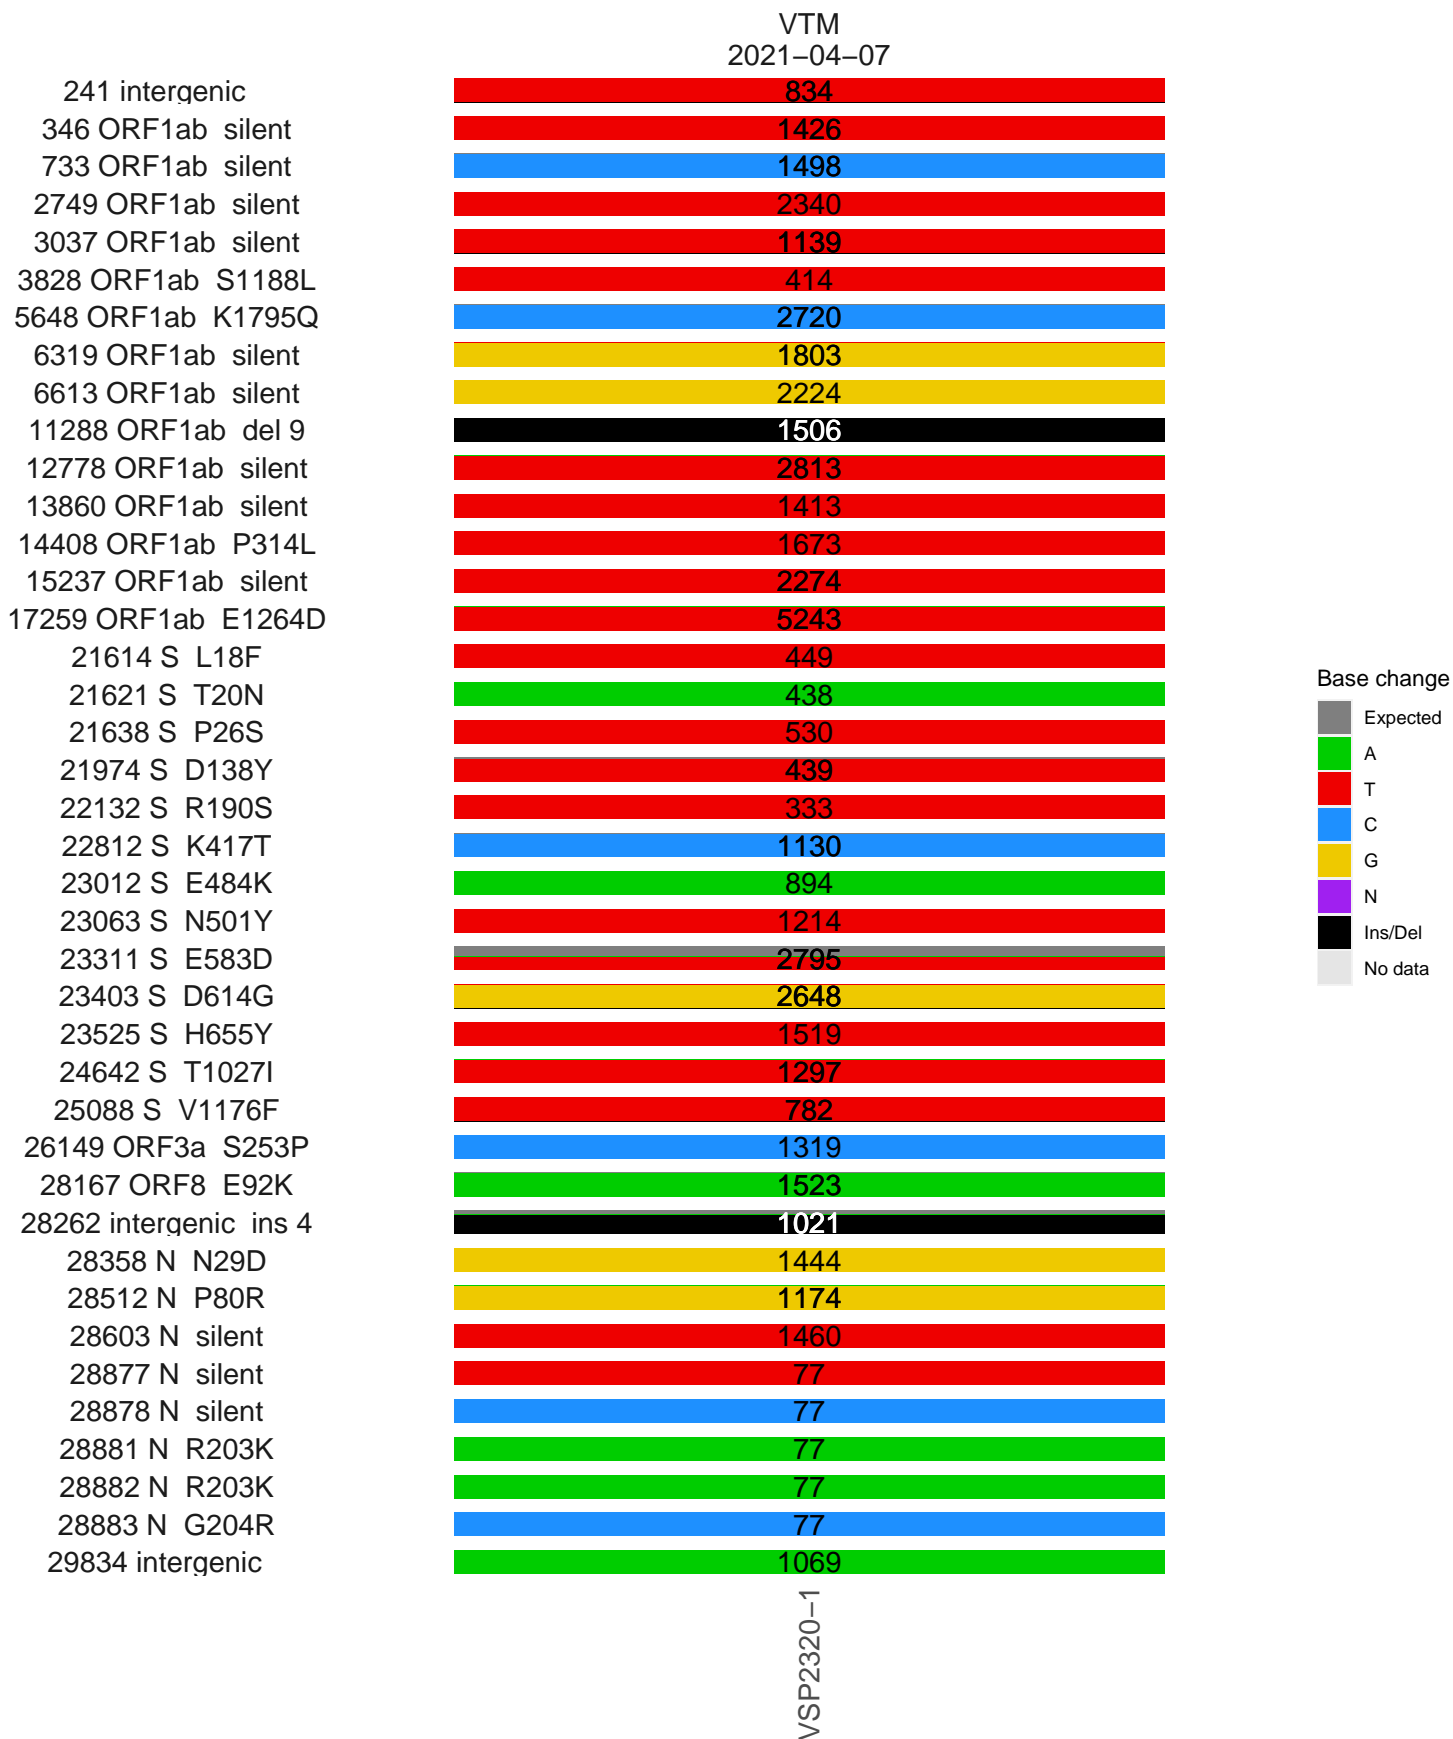 VTM
2021−04−07
241 intergenic 834
346 ORF1ab silent 1426
733 ORF1ab silent 1498
2749 ORF1ab silent 2340
3037 ORF1ab silent 1139
3828 ORF1ab S1188L 414
5648 ORF1ab K1795Q 2720
6319 ORF1ab silent 1803
6613 ORF1ab silent 2224
11288 ORF1ab del 9 1506
12778 ORF1ab silent 2813
13860 ORF1ab silent 1413
14408 ORF1ab P314L 1673
15237 ORF1ab silent 2274
17259 ORF1ab E1264D 5243
21614 S L18F 449
21621 S T20N 438
21638 S P26S 530
21974 S D138Y 439
22132 S R190S 333
22812 S K417T 1130
23012 S E484K 894
23063 S N501Y 1214
23311 S E583D 2795
23403 S D614G 2648
23525 S H655Y 1519
24642 S T1027I 1297
25088 S V1176F 782
26149 ORF3a S253P 1319
28167 ORF8 E92K 1523
28262 intergenic ins 4 1021
28358 N N29D 1444
28512 N P80R 1174
28603 N silent 1460
28877 N silent 77
28878 N silent 77
28881 N R203K 77
28882 N R203K 77
28883 N G204R 77
29834 intergenic 1069
VSP2320−1
Base change
Expected
A
T
C
G
N
Ins/Del
No data